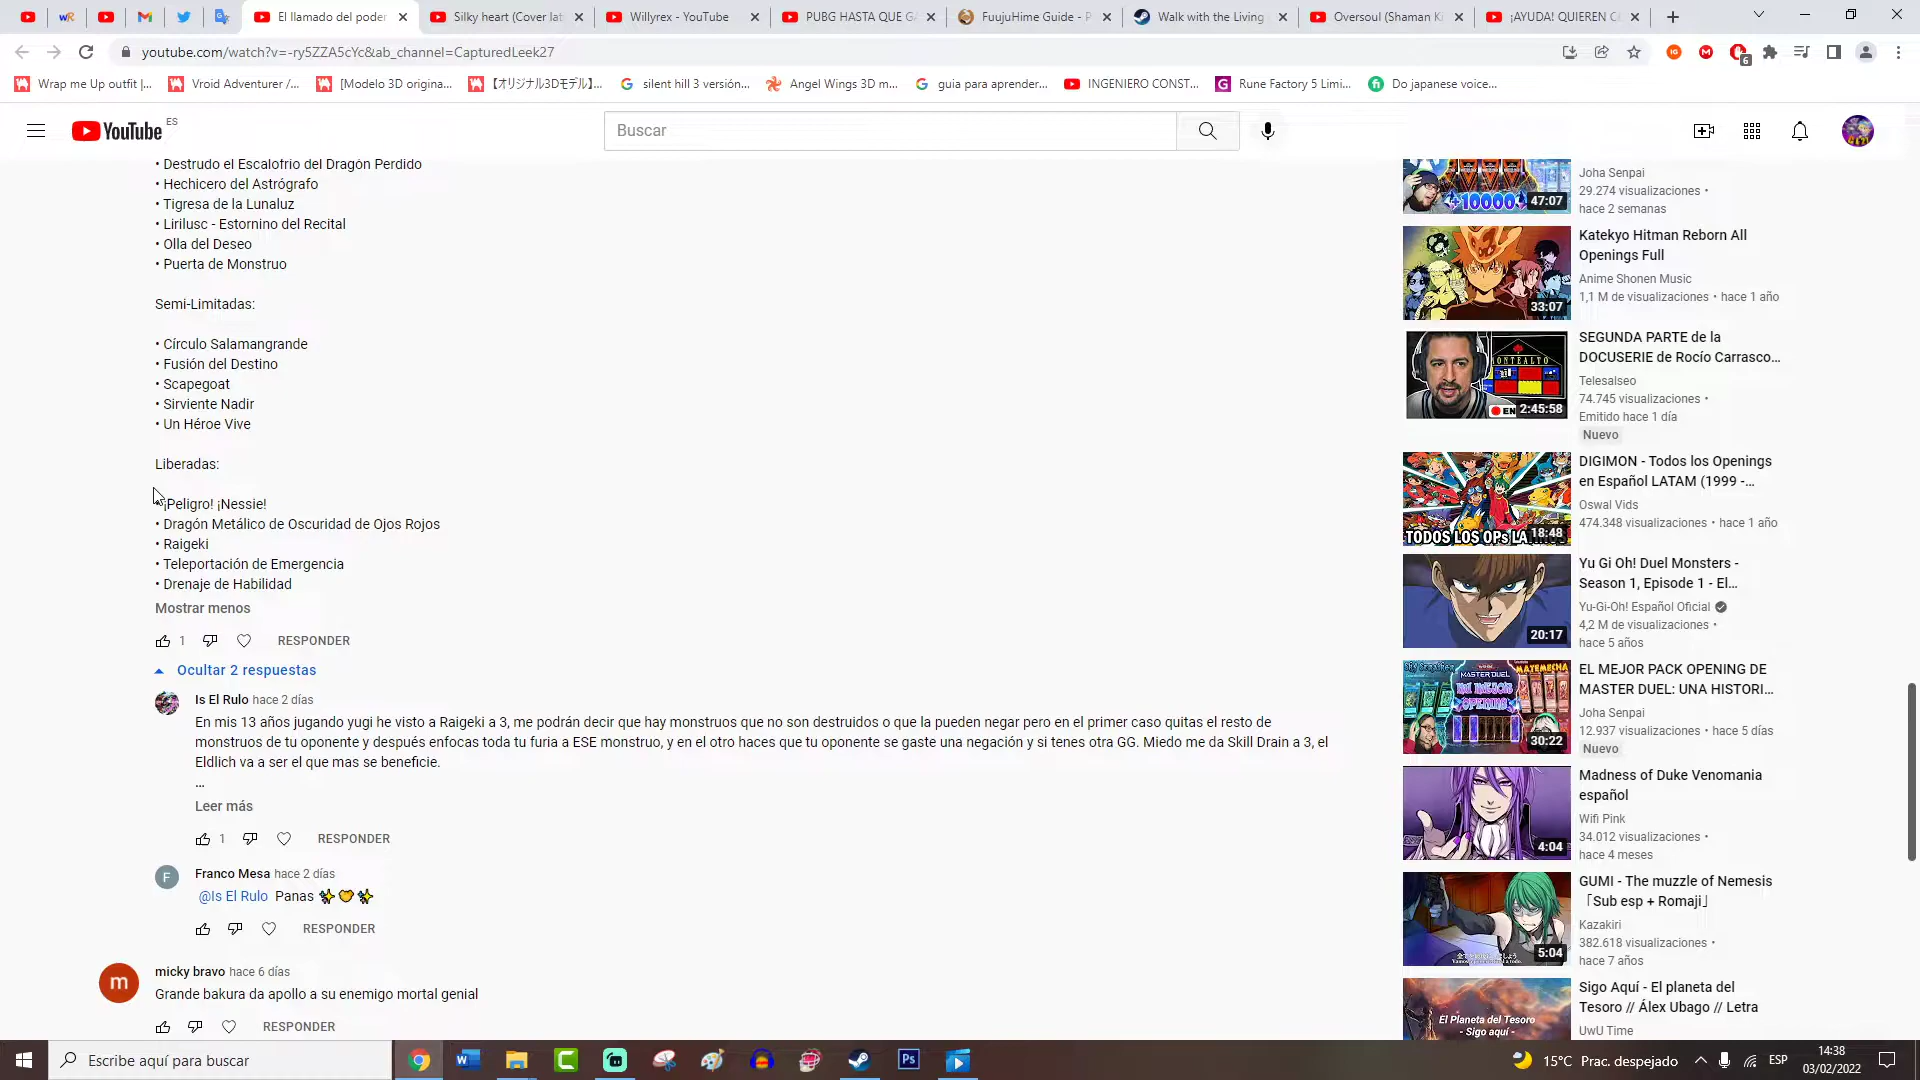 El llamado del poder
Silky heart (Cover lat
Willyrex - YouTube
PUBG HASTA QUE GA
FuujuHime Guide - P
Walk with the Living
Oversoul (Shaman Ki
¡AYUDA! QUIEREN C
youtube.com/watch?v=-ry5ZZA5cYc&ab_channel=CapturedLeek27
6
Wrap me Up outfit |...
Vroid Adventurer /...
[Modelo 3D origina...
【オリジナル3Dモデル】...
silent hill 3 versión...
Angel Wings 3D m...
guia para aprender...
INGENIERO CONST...
Rune Factory 5 Limi...
Do japanese voice...
YouTube ES
Buscar
• Destrudo el Escalofrío del Dragón Perdido
• Hechicero del Astrógrafo
• Tigresa de la Lunaluz
• Lirilusc - Estornino del Recital
• Olla del Deseo
• Puerta de Monstruo
Semi-Limitadas:
• Círculo Salamangrande
• Fusión del Destino
• Scapegoat
• Sirviente Nadir
• Un Héroe Vive
Liberadas:
¡Peligro! ¡Nessie!
• Dragón Metálico de Oscuridad de Ojos Rojos
• Raigeki
• Teleportación de Emergencia
• Drenaje de Habilidad
Mostrar menos
1 RESPONDER
Ocultar 2 respuestas
Is El Rulo hace 2 días
En mis 13 años jugando yugi he visto a Raigeki a 3, me podrán decir que hay monstruos que no son destruidos o que la pueden negar pero en el primer caso quitas el resto de
monstruos de tu oponente y después enfocas toda tu furia a ESE monstruo, y en el otro haces que tu oponente se gaste una negación y si tenes otra GG. Miedo me da Skill Drain a 3, el
Eldlich va a ser el que mas se beneficie.
...
Leer más
1 RESPONDER
F
Franco Mesa hace 2 días
@Is El Rulo Panas ✨🤝✨
RESPONDER
m
micky bravo hace 6 días
Grande bakura da apollo a su enemigo mortal genial
RESPONDER
+10000
47:07
Joha Senpai
29.274 visualizaciones •
hace 2 semanas
33:07
Katekyo Hitman Reborn All
Openings Full
Anime Shonen Music
1,1 M de visualizaciones • hace 1 año
MONTEALTO
EN
2:45:58
SEGUNDA PARTE de la
DOCUSERIE de Rocío Carrasco...
Telesalseo
74.745 visualizaciones •
Emitido hace 1 día
Nuevo
TODOS LOS OPs LATINO
18:48
DIGIMON - Todos los Openings
en Español LATAM (1999 -...
Oswal Vids
474.348 visualizaciones • hace 1 año
20:17
Yu Gi Oh! Duel Monsters -
Season 1, Episode 1 - El...
Yu-Gi-Oh! Español Oficial
4,2 M de visualizaciones •
hace 5 años
MASTER DUEL
OPENING
MATEMECHA
30:22
EL MEJOR PACK OPENING DE
MASTER DUEL: UNA HISTORI...
Joha Senpai
12.937 visualizaciones • hace 5 días
Nuevo
4:04
Madness of Duke Venomania
español
Wifi Pink
34.012 visualizaciones •
hace 4 meses
5:04
GUMI - The muzzle of Nemesis
「Sub esp + Romaji」
Kazakiri
382.618 visualizaciones •
hace 7 años
El Planeta del Tesoro
- Sigo aquí -
Sigo Aquí - El planeta del
Tesoro // Álex Ubago // Letra
UwU Time
Escribe aquí para buscar
15°C Prac. despejado
ESP
14:38
03/02/2022